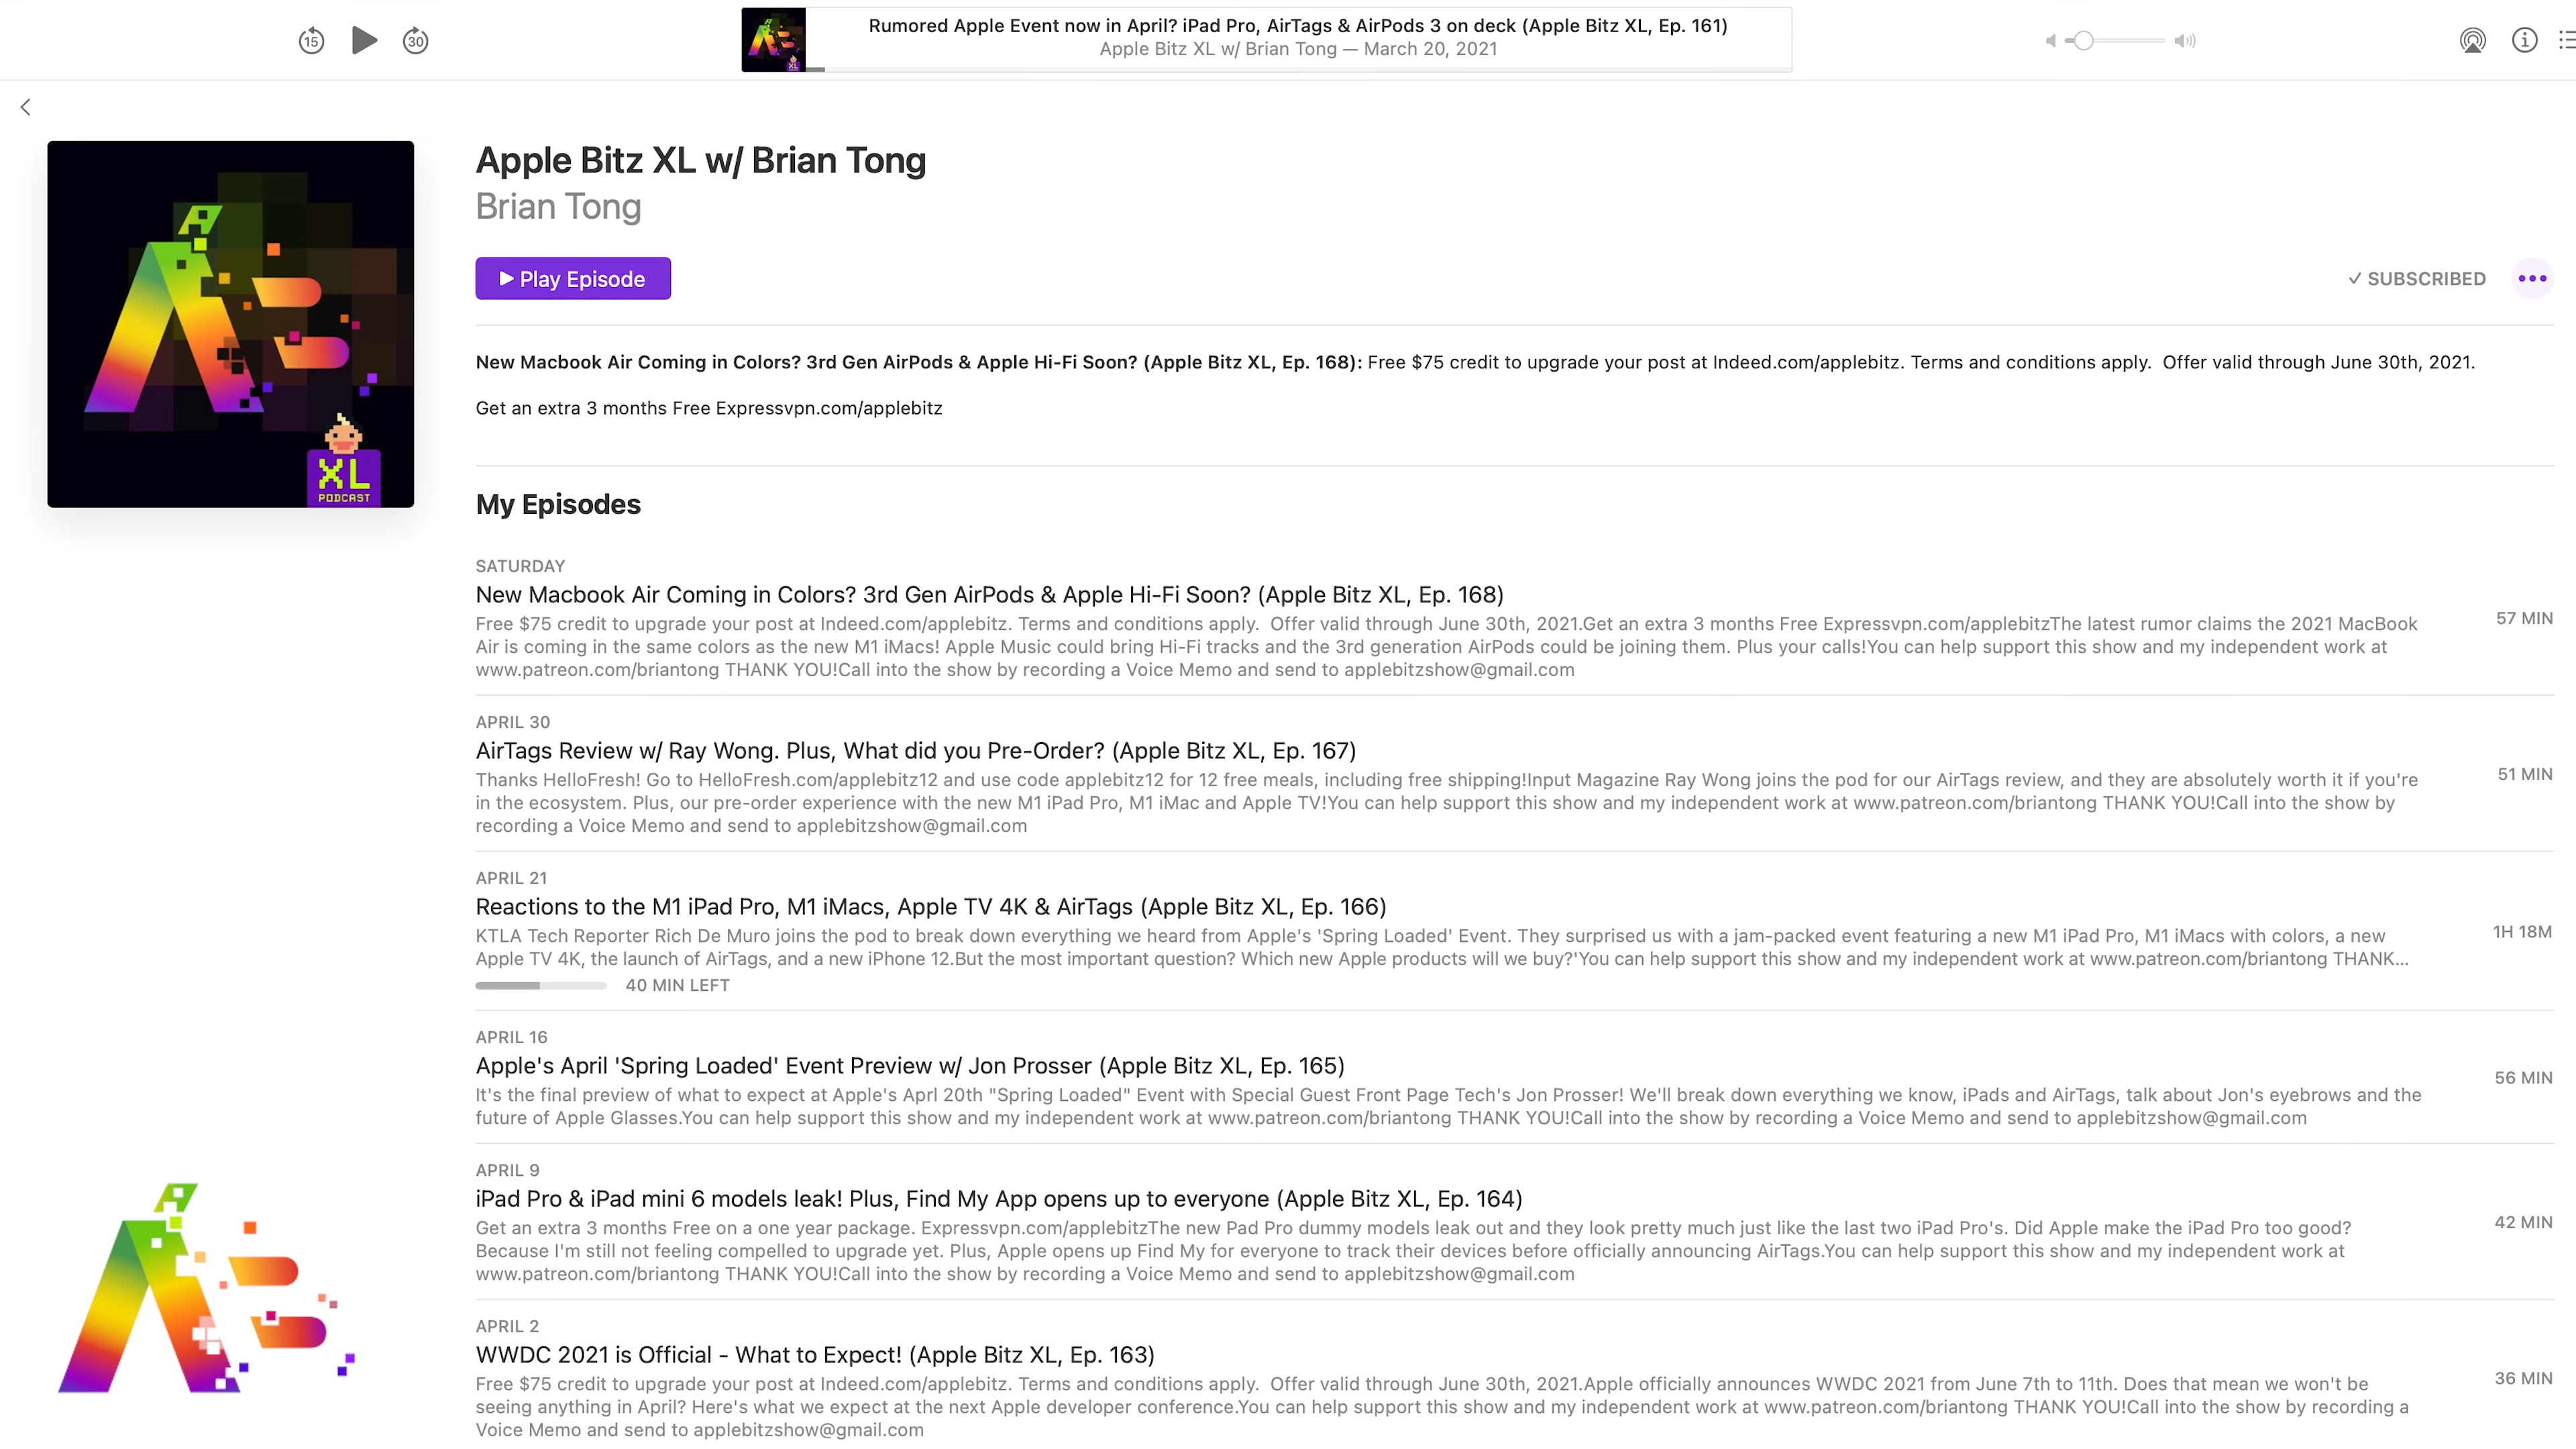 15
30
Rumored Apple Event now in April? iPad Pro, AirTags & AirPods 3 on deck (Apple Bitz XL, Ep. 161)
Apple Bitz XL w/ Brian Tong — March 20, 2021
XL
Apple Bitz XL w/ Brian Tong
Brian Tong
Play Episode
✓ SUBSCRIBED
XL
PODCAST
New Macbook Air Coming in Colors? 3rd Gen AirPods & Apple Hi-Fi Soon? (Apple Bitz XL, Ep. 168): Free $75 credit to upgrade your post at Indeed.com/applebitz. Terms and conditions apply.  Offer valid through June 30th, 2021.
Get an extra 3 months Free Expressvpn.com/applebitz
My Episodes
SATURDAY
New Macbook Air Coming in Colors? 3rd Gen AirPods & Apple Hi-Fi Soon? (Apple Bitz XL, Ep. 168)
Free $75 credit to upgrade your post at Indeed.com/applebitz. Terms and conditions apply.  Offer valid through June 30th, 2021.Get an extra 3 months Free Expressvpn.com/applebitzThe latest rumor claims the 2021 MacBook
Air is coming in the same colors as the new M1 iMacs! Apple Music could bring Hi-Fi tracks and the 3rd generation AirPods could be joining them. Plus your calls!You can help support this show and my independent work at
www.patreon.com/briantong THANK YOU!Call into the show by recording a Voice Memo and send to applebitzshow@gmail.com
57 MIN
APRIL 30
AirTags Review w/ Ray Wong. Plus, What did you Pre-Order? (Apple Bitz XL, Ep. 167)
Thanks HelloFresh! Go to HelloFresh.com/applebitz12 and use code applebitz12 for 12 free meals, including free shipping!Input Magazine Ray Wong joins the pod for our AirTags review, and they are absolutely worth it if you're
in the ecosystem. Plus, our pre-order experience with the new M1 iPad Pro, M1 iMac and Apple TV!You can help support this show and my independent work at www.patreon.com/briantong THANK YOU!Call into the show by
recording a Voice Memo and send to applebitzshow@gmail.com
51 MIN
APRIL 21
Reactions to the M1 iPad Pro, M1 iMacs, Apple TV 4K & AirTags (Apple Bitz XL, Ep. 166)
KTLA Tech Reporter Rich De Muro joins the pod to break down everything we heard from Apple's 'Spring Loaded' Event. They surprised us with a jam-packed event featuring a new M1 iPad Pro, M1 iMacs with colors, a new
Apple TV 4K, the launch of AirTags, and a new iPhone 12.But the most important question? Which new Apple products will we buy?'You can help support this show and my independent work at www.patreon.com/briantong THANK...
40 MIN LEFT
1H 18M
APRIL 16
Apple's April 'Spring Loaded' Event Preview w/ Jon Prosser (Apple Bitz XL, Ep. 165)
It's the final preview of what to expect at Apple's Aprl 20th "Spring Loaded" Event with Special Guest Front Page Tech's Jon Prosser! We'll break down everything we know, iPads and AirTags, talk about Jon's eyebrows and the
future of Apple Glasses.You can help support this show and my independent work at www.patreon.com/briantong THANK YOU!Call into the show by recording a Voice Memo and send to applebitzshow@gmail.com
56 MIN
APRIL 9
iPad Pro & iPad mini 6 models leak! Plus, Find My App opens up to everyone (Apple Bitz XL, Ep. 164)
Get an extra 3 months Free on a one year package. Expressvpn.com/applebitzThe new Pad Pro dummy models leak out and they look pretty much just like the last two iPad Pro's. Did Apple make the iPad Pro too good?
Because I'm still not feeling compelled to upgrade yet. Plus, Apple opens up Find My for everyone to track their devices before officially announcing AirTags.You can help support this show and my independent work at
www.patreon.com/briantong THANK YOU!Call into the show by recording a Voice Memo and send to applebitzshow@gmail.com
42 MIN
APRIL 2
WWDC 2021 is Official - What to Expect! (Apple Bitz XL, Ep. 163)
Free $75 credit to upgrade your post at Indeed.com/applebitz. Terms and conditions apply.  Offer valid through June 30th, 2021.Apple officially announces WWDC 2021 from June 7th to 11th. Does that mean we won't be
seeing anything in April? Here's what we expect at the next Apple developer conference.You can help support this show and my independent work at www.patreon.com/briantong THANK YOU!Call into the show by recording a
Voice Memo and send to applebitzshow@gmail.com
36 MIN